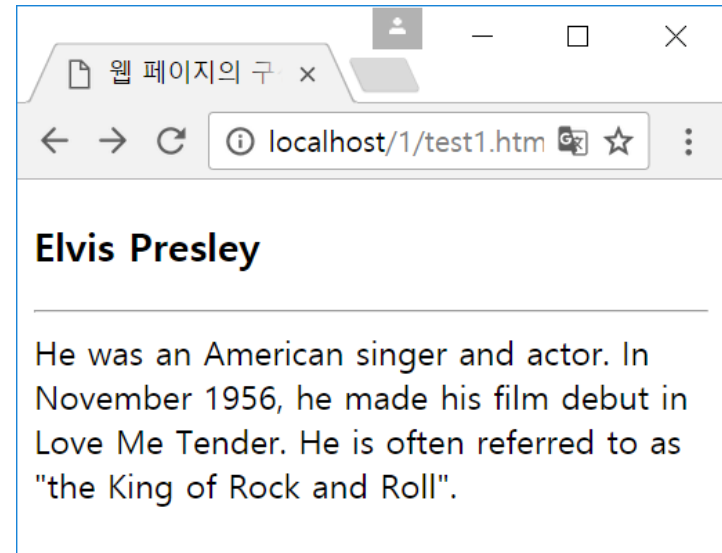 웹 페이지의 구
localhost/1/test1.htm
Elvis Presley
He was an American singer and actor. In
November 1956, he made his film debut in
Love Me Tender. He is often referred to as
"the King of Rock and Roll".